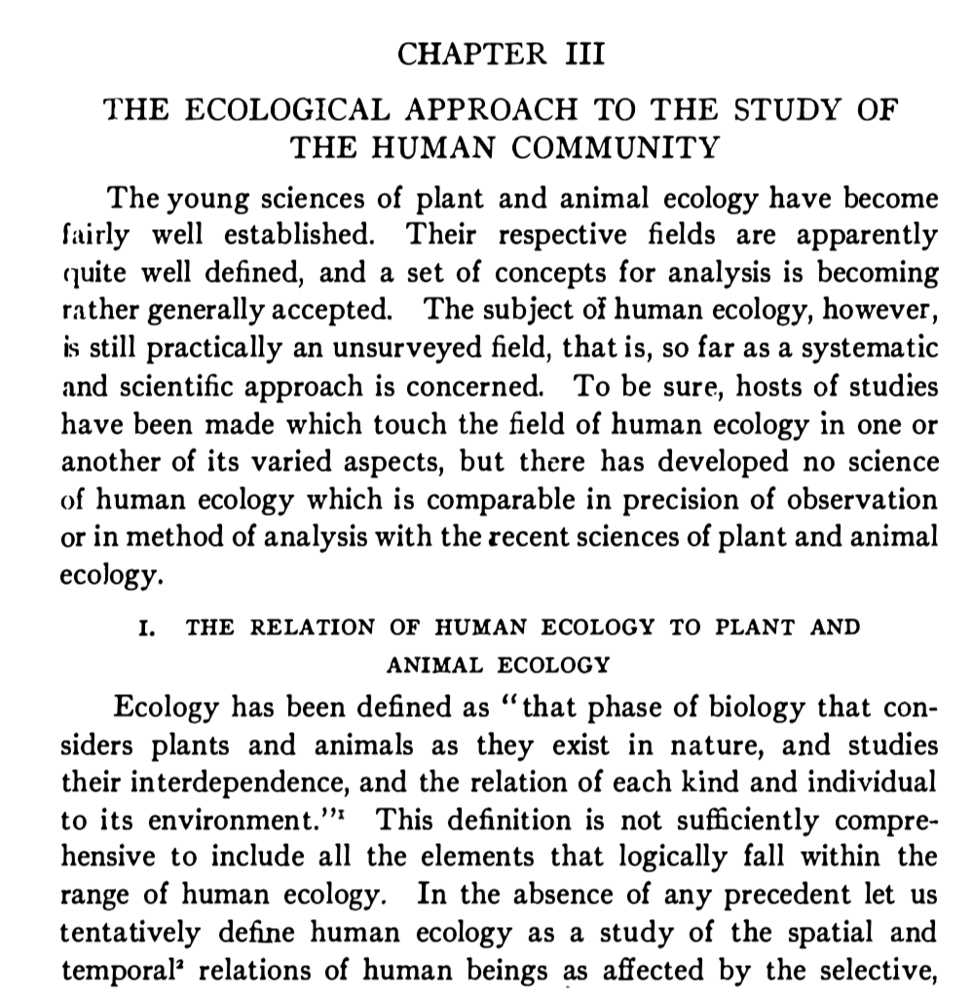 CHAPTER III
THE ECOLOGICAL APPROACH TO THE STUDY OF
THE HUMAN COMMUNITY
The young sciences of plant and animal ecology have become
fairly well established. Their respective fields are apparently
quite well defined, and a set of concepts for analysis is becoming
rather generally accepted. The subject of human ecology, however,
is still practically an unsurveyed field, that is, so far as a systematic
and scientific approach is concerned. To be sure, hosts of studies
have been made which touch the field of human ecology in one or
another of its varied aspects, but there has developed no science
of human ecology which is comparable in precision of observation
or in method of analysis with the recent sciences of plant and animal
ecology.
I. THE RELATION OF HUMAN ECOLOGY TO PLANT AND
ANIMAL ECOLOGY
Ecology has been defined as "that phase of biology that con-
siders plants and animals as they exist in nature, and studies
their interdependence, and the relation of each kind and individual
to its environment."¹ This definition is not sufficiently compre-
hensive to include all the elements that logically fall within the
range of human ecology. In the absence of any precedent let us
tentatively define human ecology as a study of the spatial and
temporal² relations of human beings as affected by the selective,